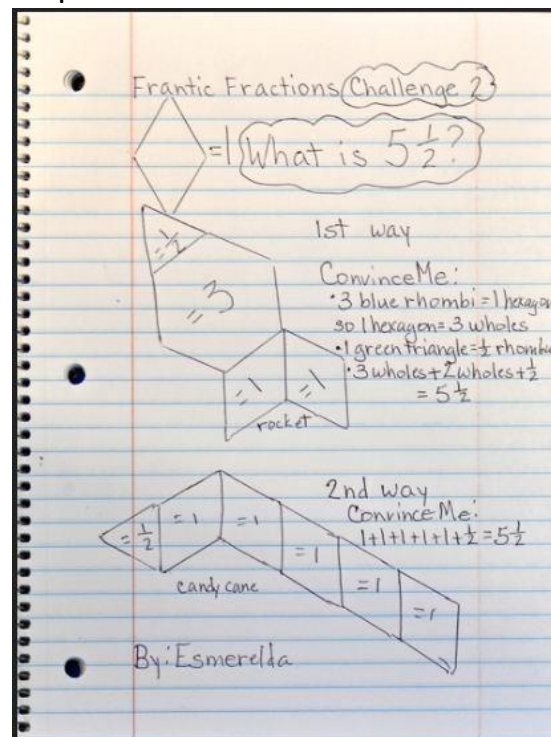 Frantic Fractions Challenge 2
=1 What is 5 1/2?
1st way
= 1/2
Convince Me:
= 3
• 3 blue rhombi = 1 hexagon
so 1 hexagon = 3 wholes
• 1 green triangle = 1/2 rhombu
• 3 wholes + 2 wholes + 1/2
= 5 1/2
= 1 = 1
rocket
2nd way
Convince Me:
1+1+1+1+1+1/2=5 1/2
= 1/2 = 1 = 1
= 1
= 1
= 1
candy cane
By: Esmerelda